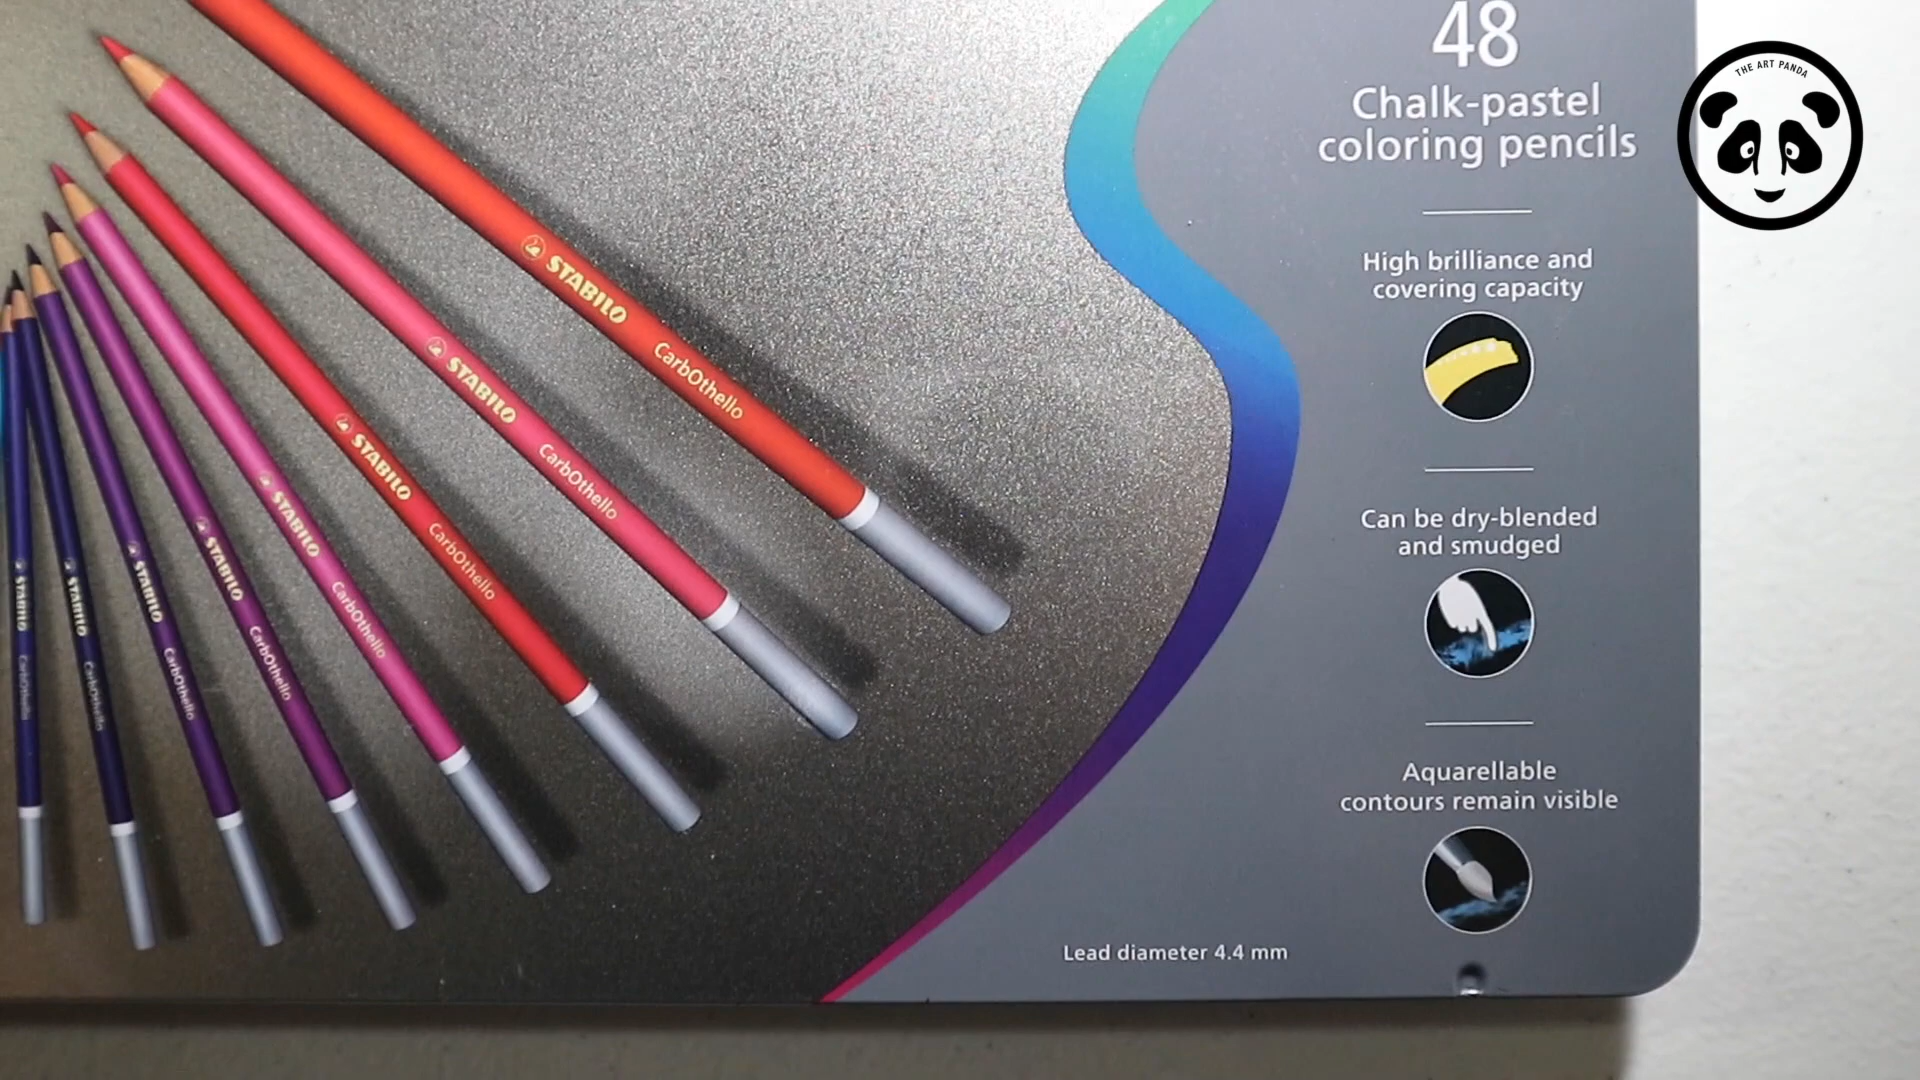 48
Chalk-pastel
coloring pencils
THE ART PANDA
High brilliance and
covering capacity
Can be dry-blended
and smudged
Aquarellable
contours remain visible
Lead diameter 4.4 mm
STABILO CarbOthello
STABILO CarbOthello
STABILO CarbOthello
STABILO CarbOthello
STABILO CarbOthello
STABILO CarbOthello
STABILO CarbOthello
STABILO CarbOthello